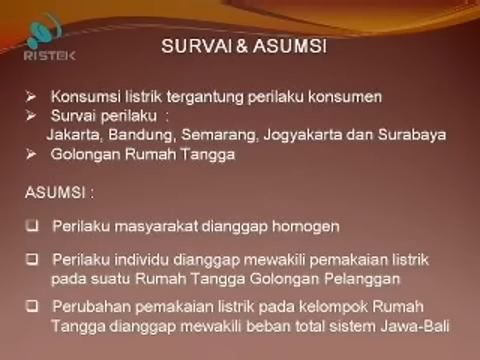 RISTEK
SURVAI & ASUMSI
Konsumsi listrik tergantung perilaku konsumen
Survai perilaku :
Jakarta, Bandung, Semarang, Jogyakarta dan Surabaya
Golongan Rumah Tangga
ASUMSI :
Perilaku masyarakat dianggap homogen
Perilaku individu dianggap mewakili pemakaian listrik
pada suatu Rumah Tangga Golongan Pelanggan
Perubahan pemakaian listrik pada kelompok Rumah
Tangga dianggap mewakili beban total sistem Jawa-Bali